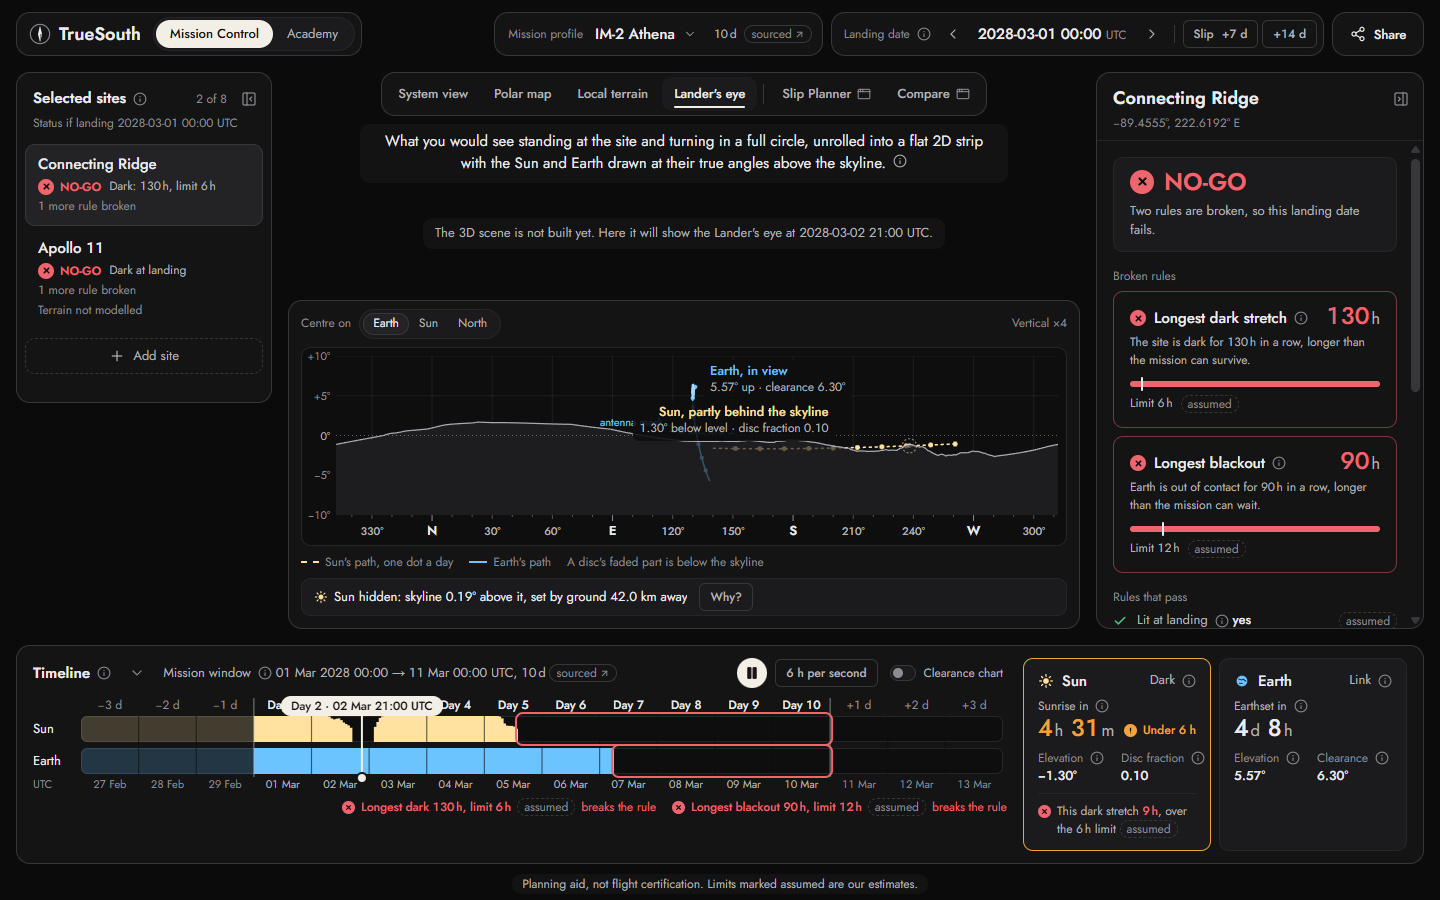 TrueSouth
Mission Control
Academy
Mission profile
IM-2 Athena
10 d
sourced ↗
Landing date
2028-03-01 00:00 UTC
Slip +7 d
+14 d
Share
Selected sites
2 of 8
Status if landing 2028-03-01 00:00 UTC
Connecting Ridge
NO-GO Dark: 130 h, limit 6 h
1 more rule broken
Apollo 11
NO-GO Dark at landing
1 more rule broken
Terrain not modelled
+ Add site
System view
Polar map
Local terrain
Lander's eye
Slip Planner
Compare
What you would see standing at the site and turning in a full circle, unrolled into a flat 2D strip
with the Sun and Earth drawn at their true angles above the skyline.
The 3D scene is not built yet. Here it will show the Lander's eye at 2028-03-02 21:00 UTC.
Centre on
Earth
Sun
North
Vertical ×4
+10°
+5°
0°
−5°
−10°
Earth, in view
5.57° up · clearance 6.30°
Sun, partly behind the skyline
1.30° below level · disc fraction 0.10
antenna
330° N 30° 60° E 120° 150° S 210° 240° W 300°
Sun's path, one dot a day
Earth's path
A disc's faded part is below the skyline
Sun hidden: skyline 0.19° above it, set by ground 42.0 km away
Why?
Connecting Ridge
−89.4555°, 222.6192° E
NO-GO
Two rules are broken, so this landing date
fails.
Broken rules
Longest dark stretch 130 h
The site is dark for 130 h in a row, longer than
the mission can survive.
Limit 6 h assumed
Longest blackout 90 h
Earth is out of contact for 90 h in a row, longer
than the mission can wait.
Limit 12 h assumed
Rules that pass
Lit at landing yes assumed
Timeline
Mission window
01 Mar 2028 00:00 → 11 Mar 00:00 UTC, 10 d
sourced ↗
6 h per second
Clearance chart
−3 d −2 d −1 d Da
Day 2 · 02 Mar 21:00 UTC
Day 4 Day 5 Day 6 Day 7 Day 8 Day 9 Day 10 +1 d +2 d +3 d
Sun
Earth
UTC 27 Feb 28 Feb 29 Feb 01 Mar 02 Mar 03 Mar 04 Mar 05 Mar 06 Mar 07 Mar 08 Mar 09 Mar 10 Mar 11 Mar 12 Mar 13 Mar
Longest dark 130 h, limit 6 h assumed breaks the rule
Longest blackout 90 h, limit 12 h assumed breaks the rule
Sun
Dark
Sunrise in
4 h 31 m
Under 6 h
Elevation
−1.30°
Disc fraction
0.10
This dark stretch 9 h, over
the 6 h limit assumed
Earth
Link
Earthset in
4 d 8 h
Elevation
5.57°
Clearance
6.30°
Planning aid, not flight certification. Limits marked assumed are our estimates.